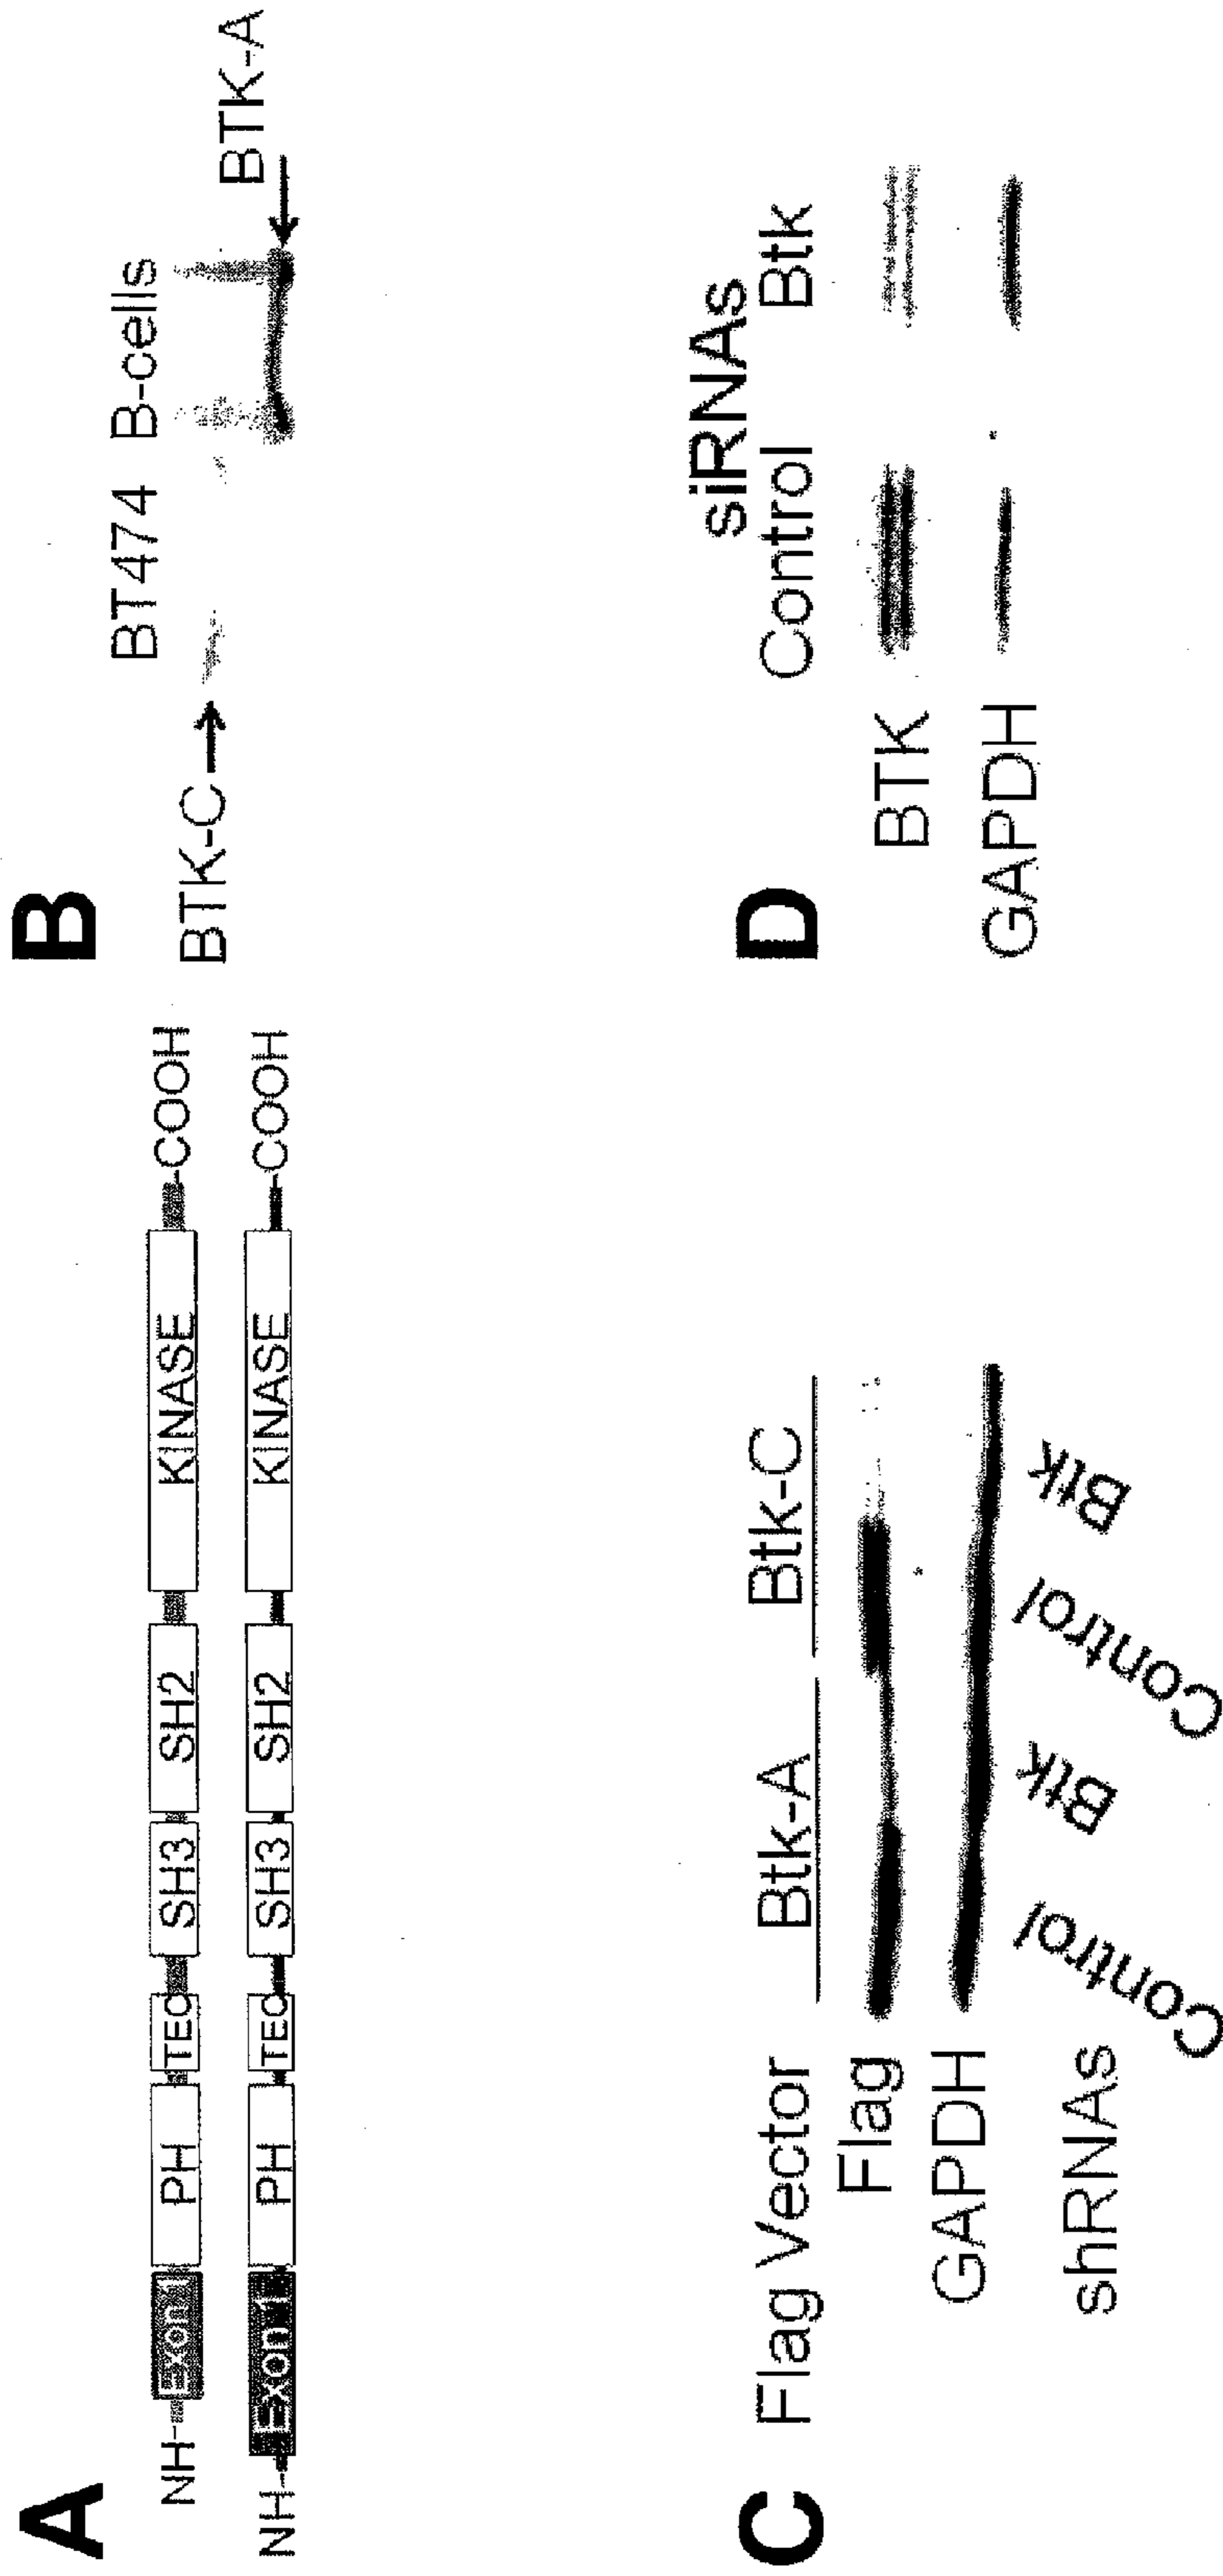 A
NH- Exon 1 PH TEC SH3 SH2 KINASE -COOH
NH- Exon 1 PH TEC SH3 SH2 KINASE -COOH
B
BT474 B-cells
BTK-C
BTK-A
C
Flag Vector Btk-A Btk-C
Flag
GAPDH
shRNAs Control Btk Control Btk
D
siRNAs
Control Btk
BTK
GAPDH